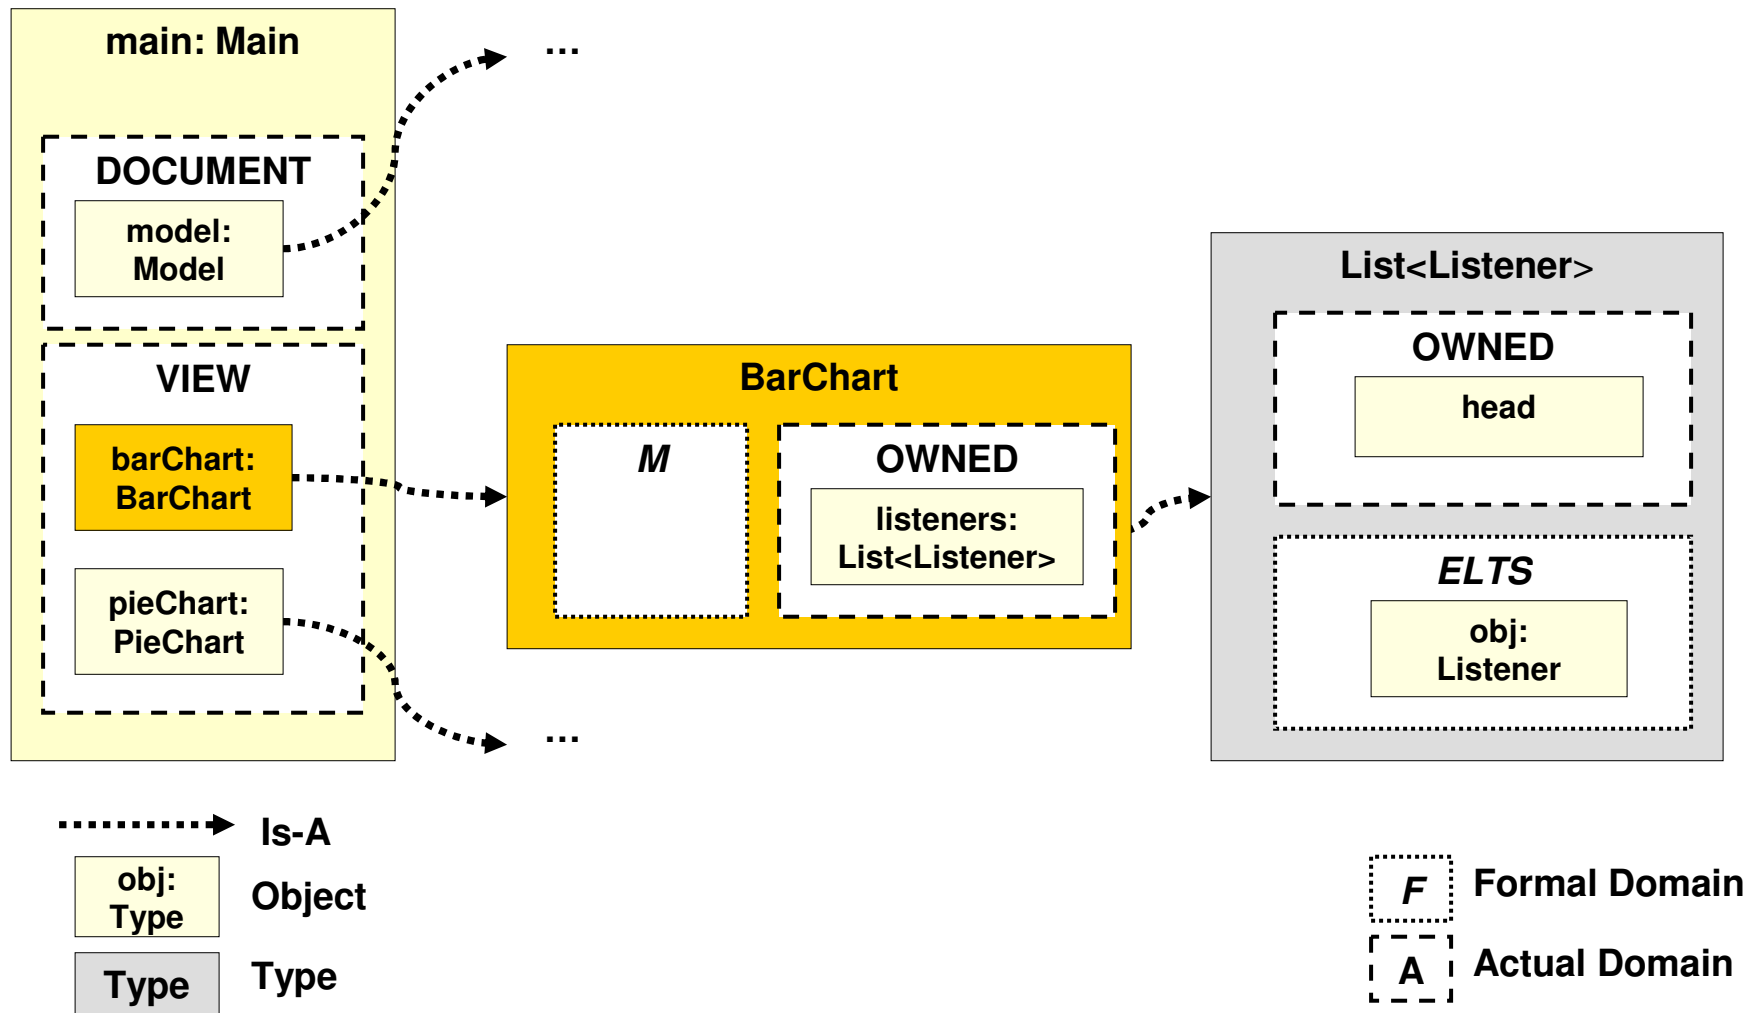 main: Main
...
DOCUMENT
model:
Model
VIEW
barChart:
BarChart
pieChart:
PieChart
...
BarChart
M
OWNED
listeners:
List<Listener>
List<Listener>
OWNED
head
ELTS
obj:
Listener
Is-A
obj:
Type
Object
Type
Type
F
Formal Domain
A
Actual Domain